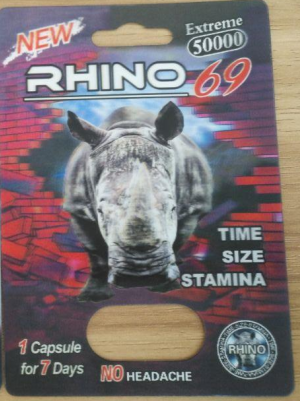 NEW
Extreme
50000
RHINO 69
TIME
SIZE
STAMINA
1 Capsule
for 7 Days
NO HEADACHE
RHINO